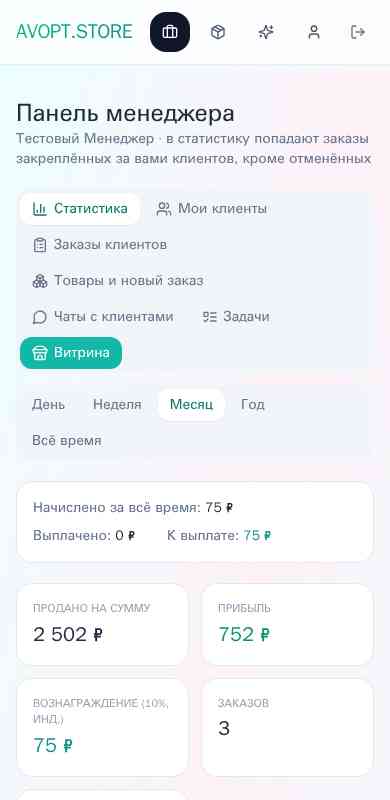 AVOPT.STORE
Панель менеджера
Тестовый Менеджер · в статистику попадают заказы
закреплённых за вами клиентов, кроме отменённых
Статистика Мои клиенты
Заказы клиентов
Товары и новый заказ
Чаты с клиентами Задачи
Витрина
День Неделя Месяц Год
Всё время
Начислено за всё время: 75 ₽
Выплачено: 0 ₽ К выплате: 75 ₽
ПРОДАНО НА СУММУ
2 502 ₽
ПРИБЫЛЬ
752 ₽
ВОЗНАГРАЖДЕНИЕ (10%,
ИНД.)
75 ₽
ЗАКАЗОВ
3